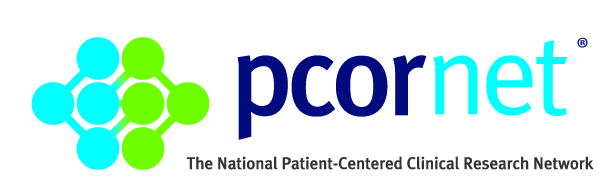 pcornet®
The National Patient-Centered Clinical Research Network